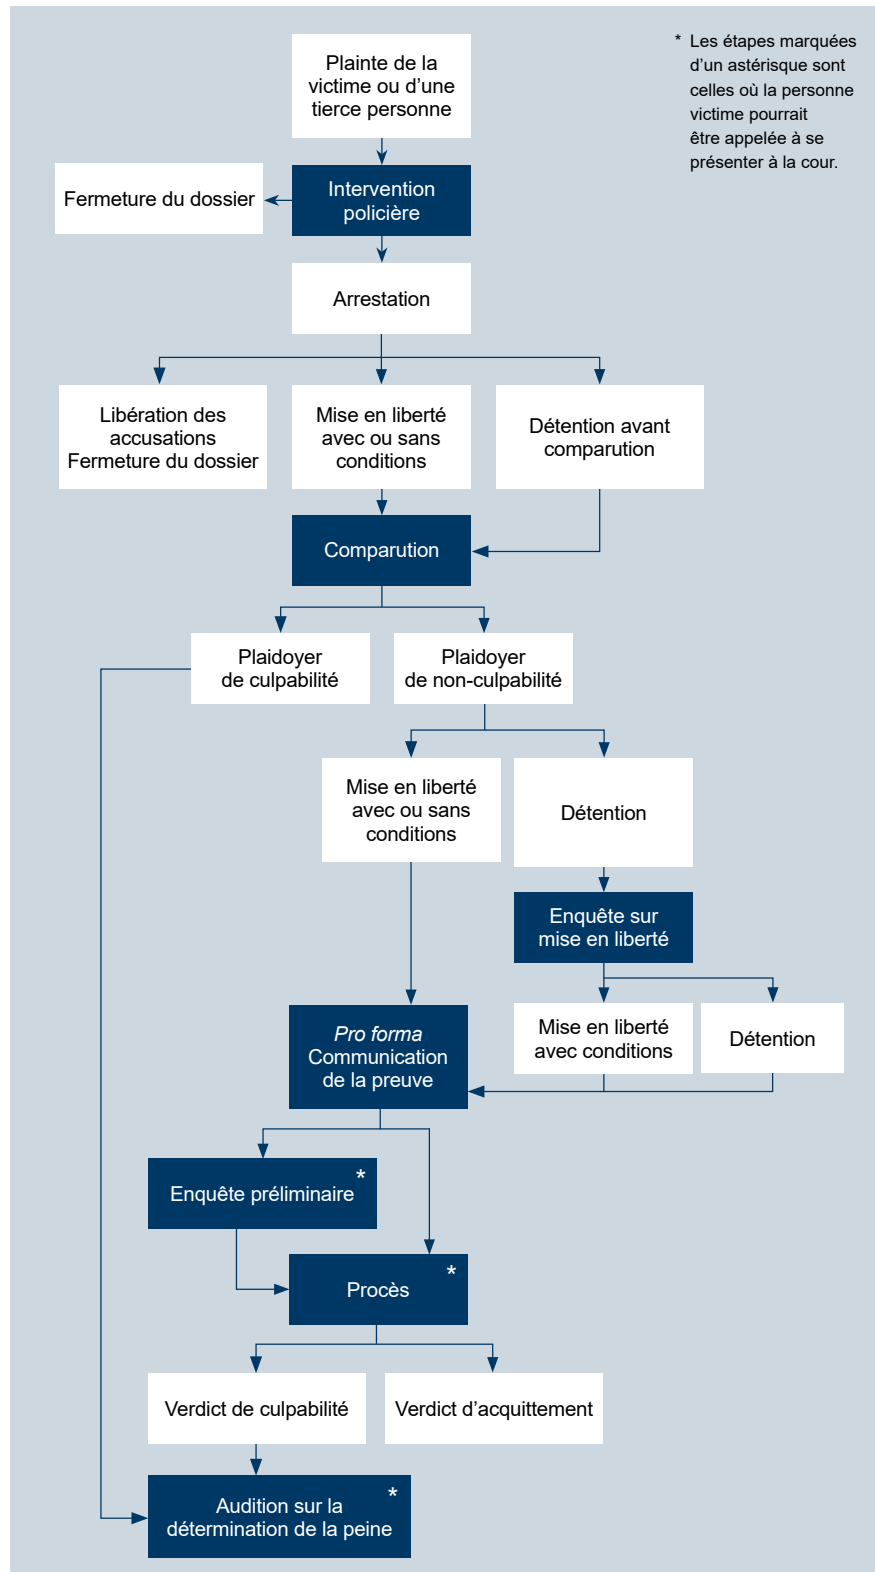 Plainte de la
victime ou d’une
tierce personne
* Les étapes marquées
d’un astérisque sont
celles où la personne
victime pourrait
être appelée à se
présenter à la cour.
Fermeture du dossier
Intervention
policière
Arrestation
Libération des
accusations
Fermeture du dossier
Mise en liberté
avec ou sans
conditions
Détention avant
comparution
Comparution
Plaidoyer
de culpabilité
Plaidoyer
de non-culpabilité
Mise en liberté
avec ou sans
conditions
Détention
Enquête sur
mise en liberté
Pro forma
Communication
de la preuve
Mise en liberté
avec conditions
Détention
Enquête préliminaire *
Procès *
Verdict de culpabilité
Verdict d’acquittement
Audition sur la *
détermination de la peine